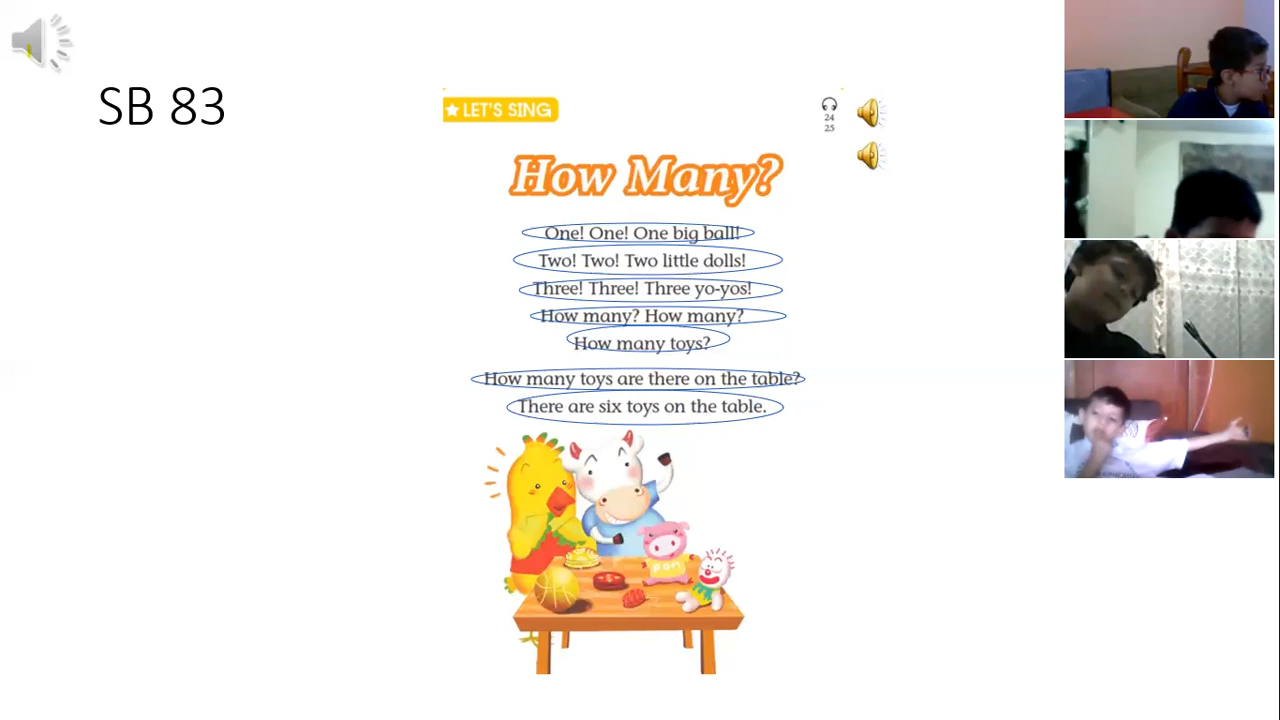 SB 83
LET'S SING
24
25
How Many?
One! One! One big ball!
Two! Two! Two little dolls!
Three! Three! Three yo-yos!
How many? How many?
How many toys?
How many toys are there on the table?
There are six toys on the table.